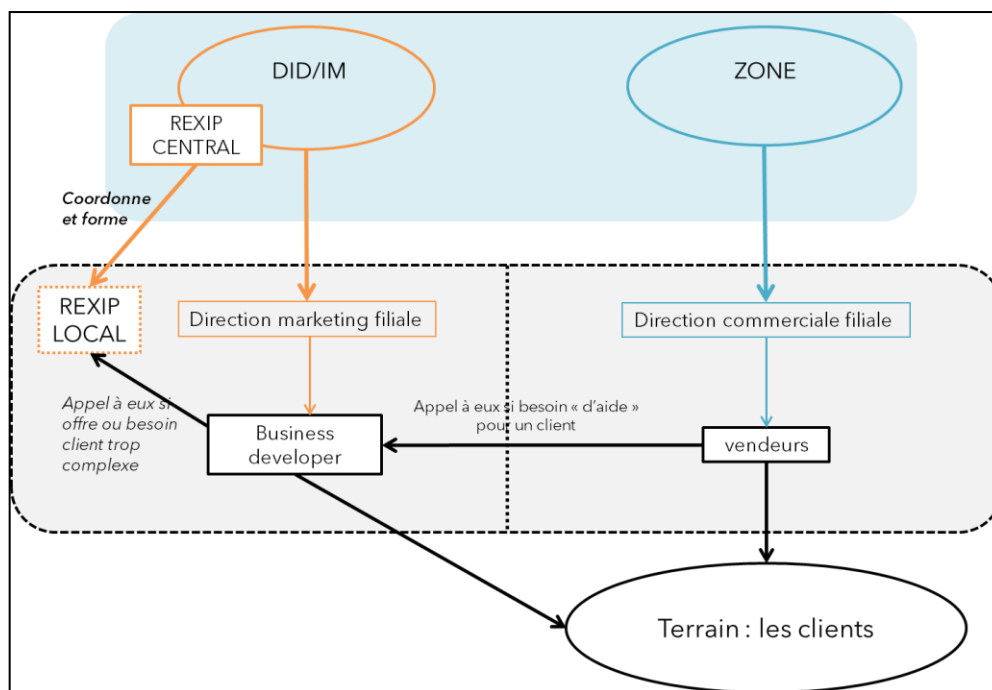 DID/IM
ZONE
REXIP
CENTRAL
Coordonne
et forme
REXIP
LOCAL
Direction marketing filiale
Direction commerciale filiale
Appel à eux si
offre ou besoin
client trop
complexe
Business
developer
Appel à eux si besoin « d’aide »
pour un client
vendeurs
Terrain : les clients